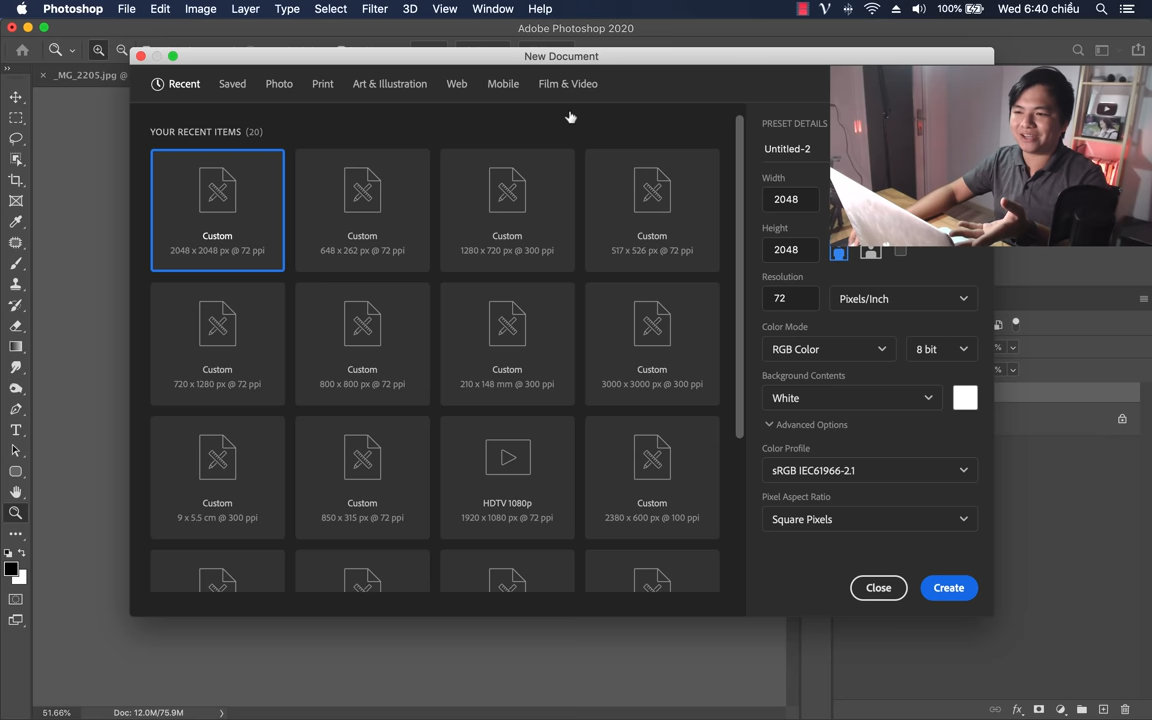 Photoshop File Edit Image Layer Type Select Filter 3D View Window Help 100% Wed 6:40 chiều
Adobe Photoshop 2020
_MG_2205.jpg @
New Document
Recent Saved Photo Print Art & Illustration Web Mobile Film & Video
YOUR RECENT ITEMS (20)
Custom
2048 x 2048 px @ 72 ppi
Custom
648 x 262 px @ 72 ppi
Custom
1280 x 720 px @ 300 ppi
Custom
517 x 526 px @ 72 ppi
Custom
720 x 1280 px @ 72 ppi
Custom
800 x 800 px @ 72 ppi
Custom
210 x 148 mm @ 300 ppi
Custom
3000 x 3000 px @ 300 ppi
Custom
9 x 5.5 cm @ 300 ppi
Custom
850 x 315 px @ 72 ppi
HDTV 1080p
1920 x 1080 px @ 72 ppi
Custom
2380 x 600 px @ 100 ppi
PRESET DETAILS
Untitled-2
Width
2048
Height
2048
Resolution
72 Pixels/Inch
Color Mode
RGB Color 8 bit
Background Contents
White
Advanced Options
Color Profile
sRGB IEC61966-2.1
Pixel Aspect Ratio
Square Pixels
Close Create
%
%
51.66% Doc: 12.0M/75.9M
fx